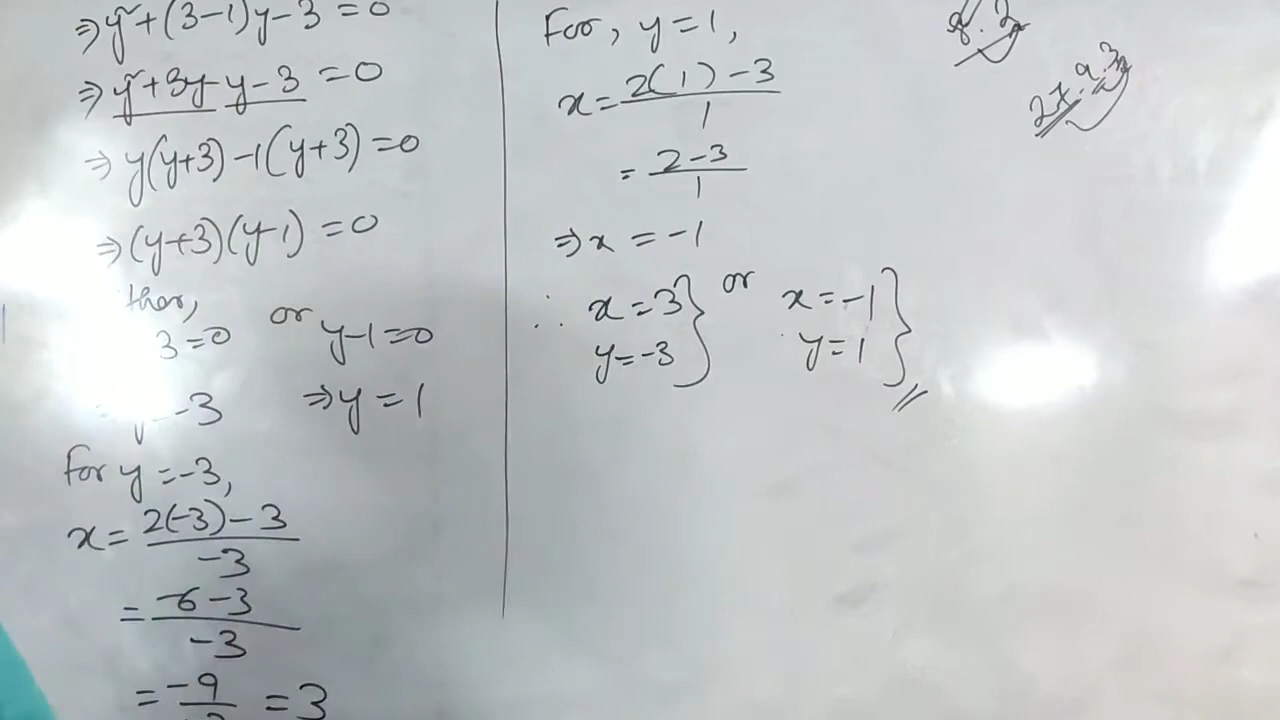 ⇒ y² + (3-1)y - 3 = 0
⇒ y² + 3y - y - 3 = 0
⇒ y(y+3) - 1(y+3) = 0
⇒ (y+3)(y-1) = 0
ther,
3 = 0 or y-1 = 0
-3 ⇒ y = 1
For y = -3,
x = 2(-3) - 3
-3
= -6 - 3
-3
= -9 = 3
For, y = 1,
x = 2(1) - 3
1
= 2 - 3
1
⇒ x = -1
∴ x = 3 } or x = -1 }
y = -3 y = 1